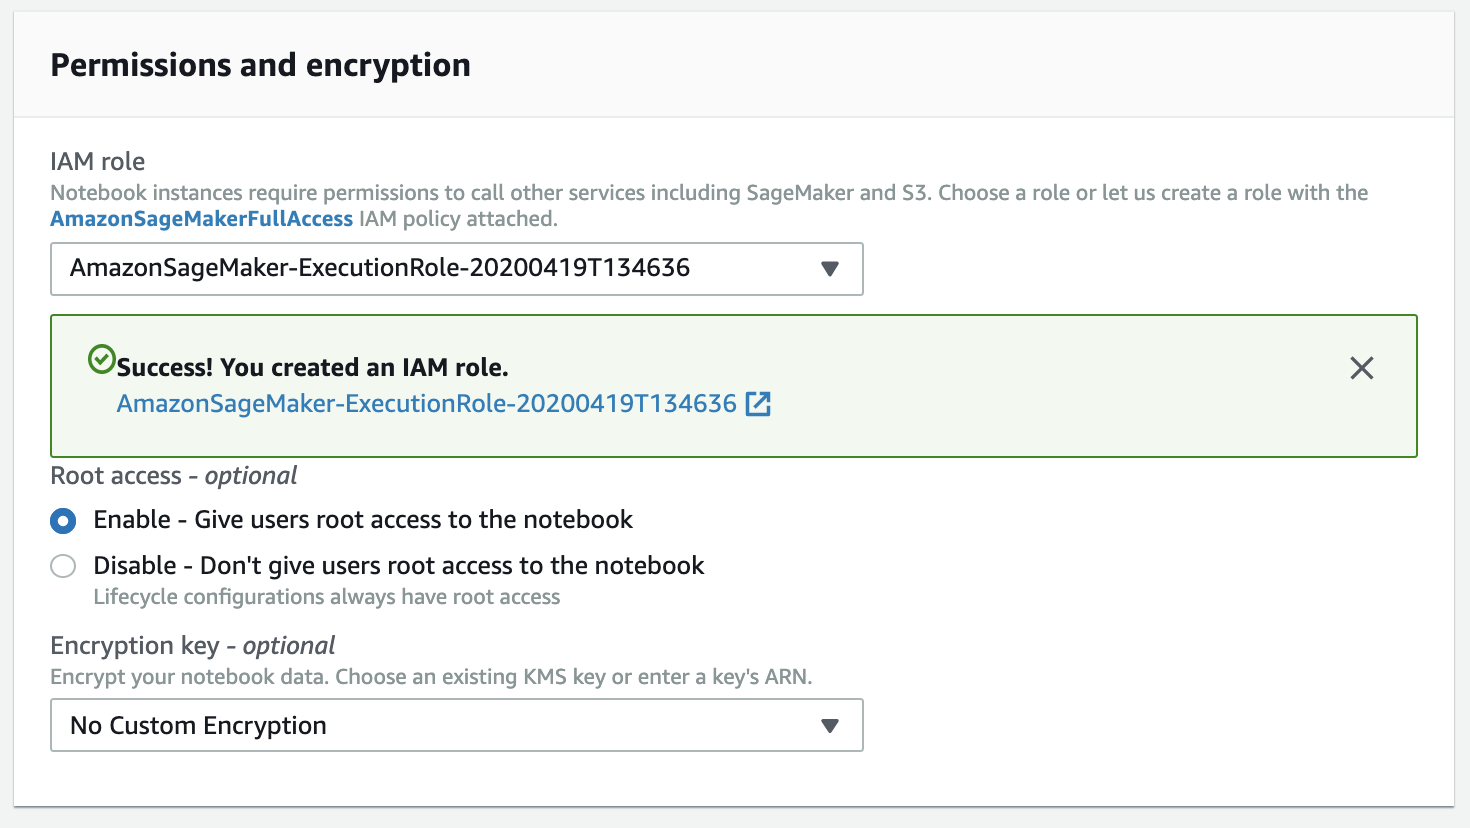 Permissions and encryption
IAM role
Notebook instances require permissions to call other services including SageMaker and S3. Choose a role or let us create a role with the
AmazonSageMakerFullAccess IAM policy attached.
AmazonSageMaker-ExecutionRole-20200419T134636
Success! You created an IAM role.
AmazonSageMaker-ExecutionRole-20200419T134636
Root access - optional
Enable - Give users root access to the notebook
Disable - Don't give users root access to the notebook
Lifecycle configurations always have root access
Encryption key - optional
Encrypt your notebook data. Choose an existing KMS key or enter a key's ARN.
No Custom Encryption